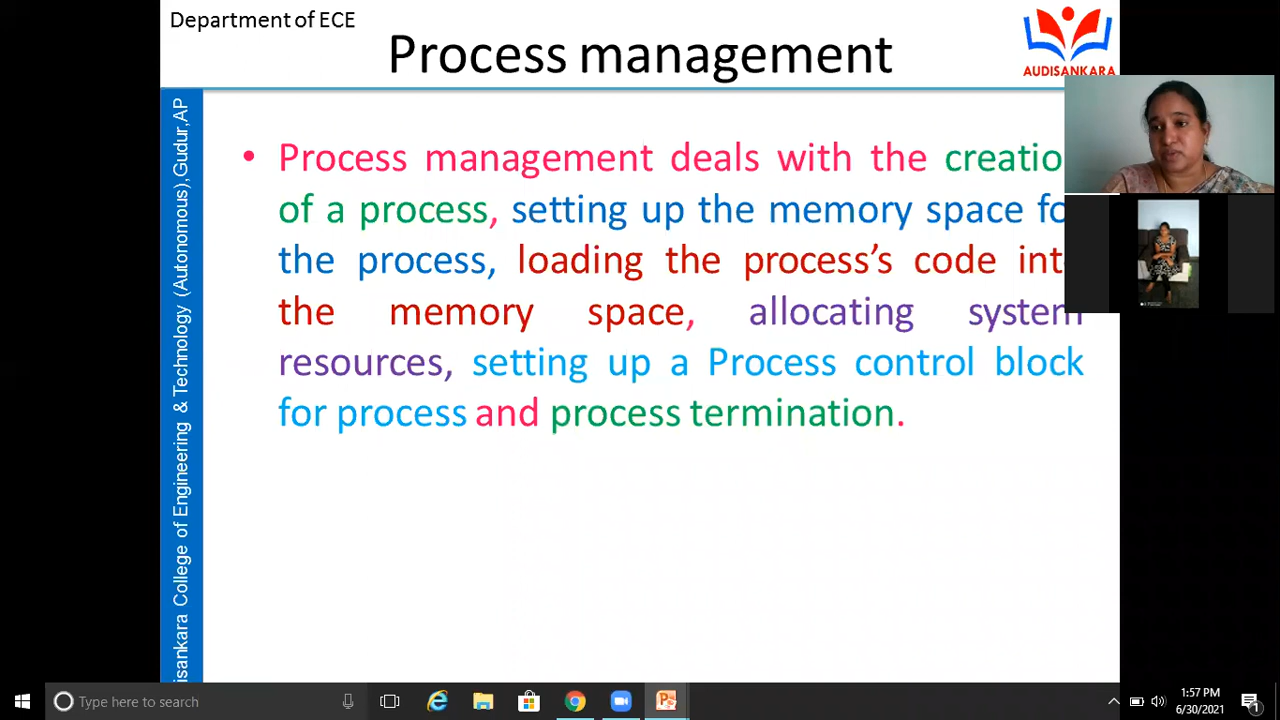 Department of ECE
Process management
AUDISANKARA
isankara College of Engineering & Technology (Autonomous),Gudur,AP
• Process management deals with the creatio
of a process, setting up the memory space fo
the process, loading the process’s code int
the memory space, allocating system
resources, setting up a Process control block
for process and process termination.
Type here to search
1:57 PM
6/30/2021
1